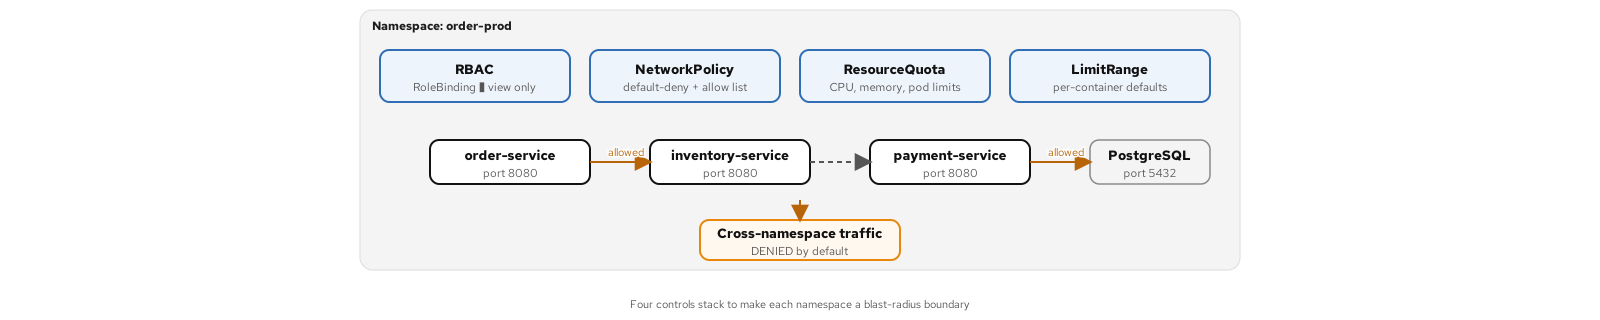 Namespace: order-prod
RBAC
RoleBinding ▮ view only
NetworkPolicy
default-deny + allow list
ResourceQuota
CPU, memory, pod limits
LimitRange
per-container defaults
order-service
port 8080
allowed
inventory-service
port 8080
payment-service
port 8080
allowed
PostgreSQL
port 5432
Cross-namespace traffic
DENIED by default
Four controls stack to make each namespace a blast-radius boundary